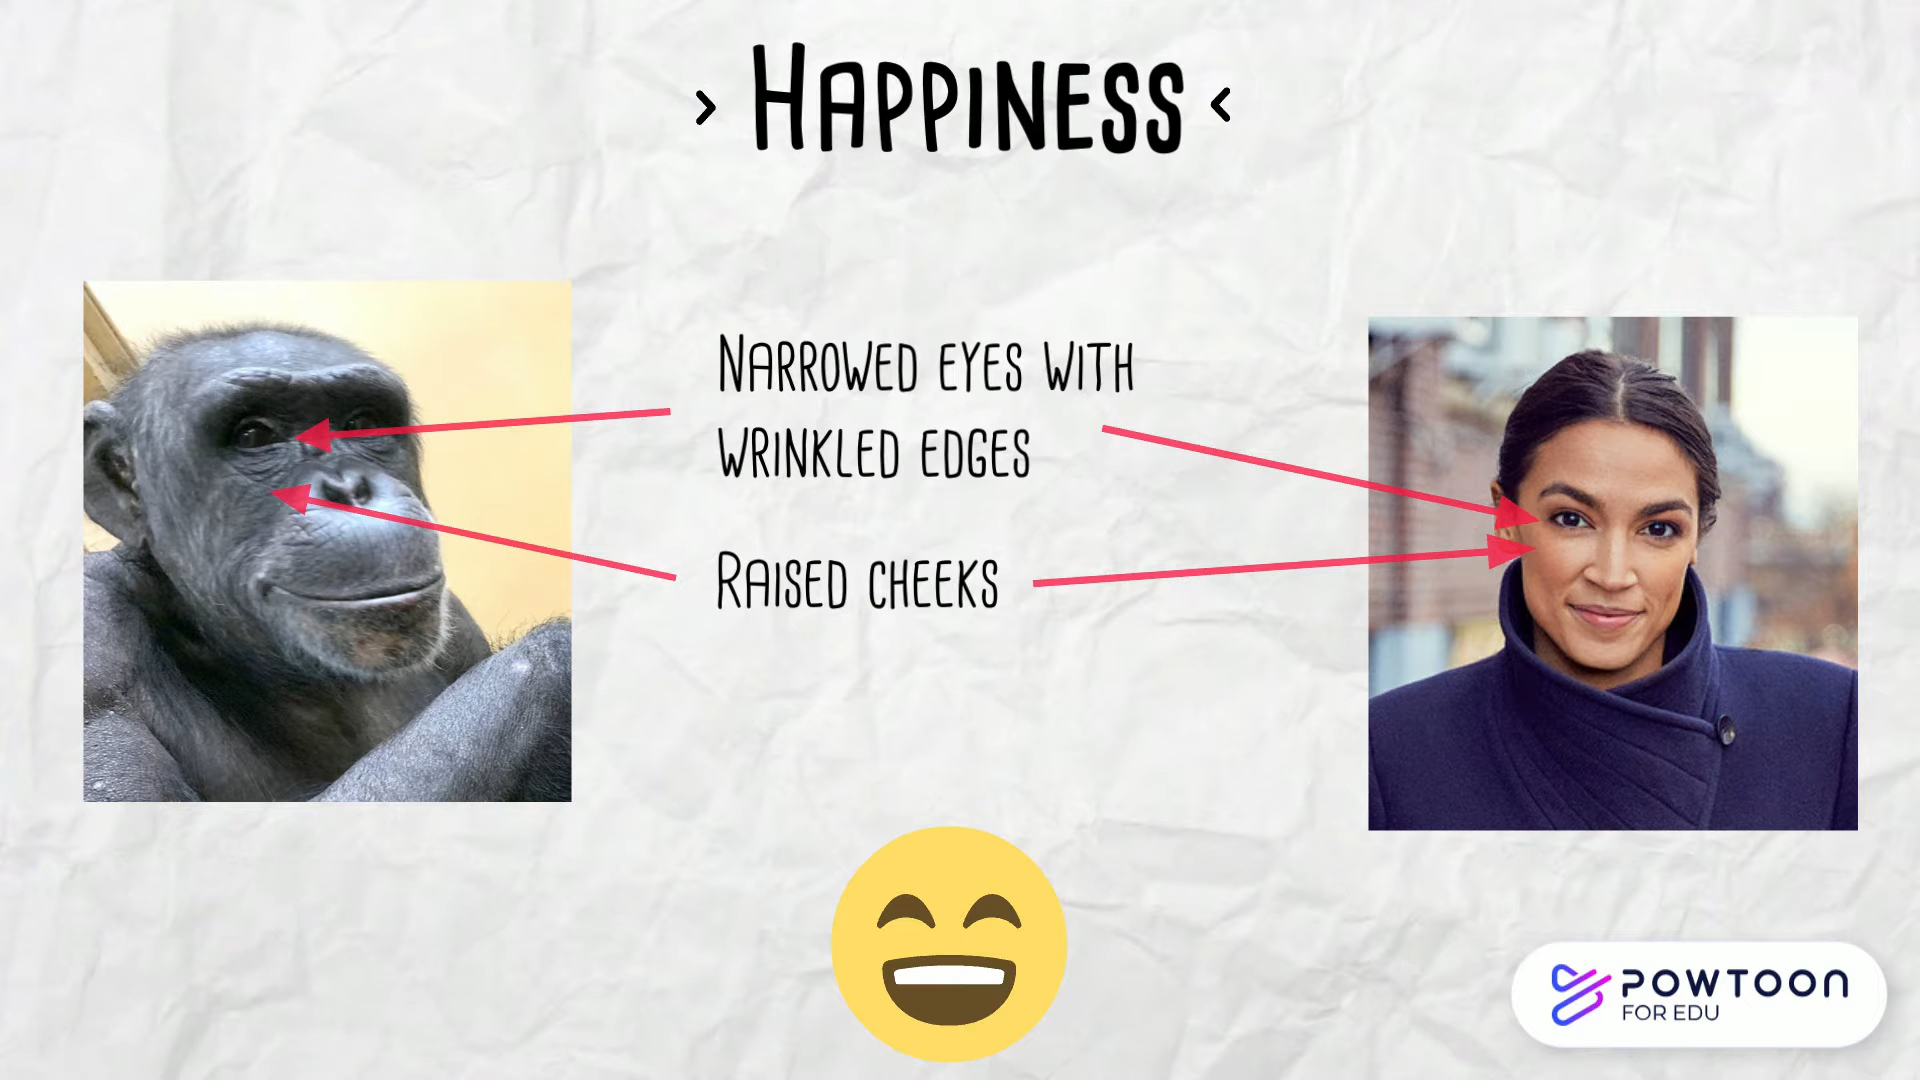 > HAPPINESS <
NARROWED EYES WITH
WRINKLED EDGES
RAISED CHEEKS
POWTOON
FOR EDU